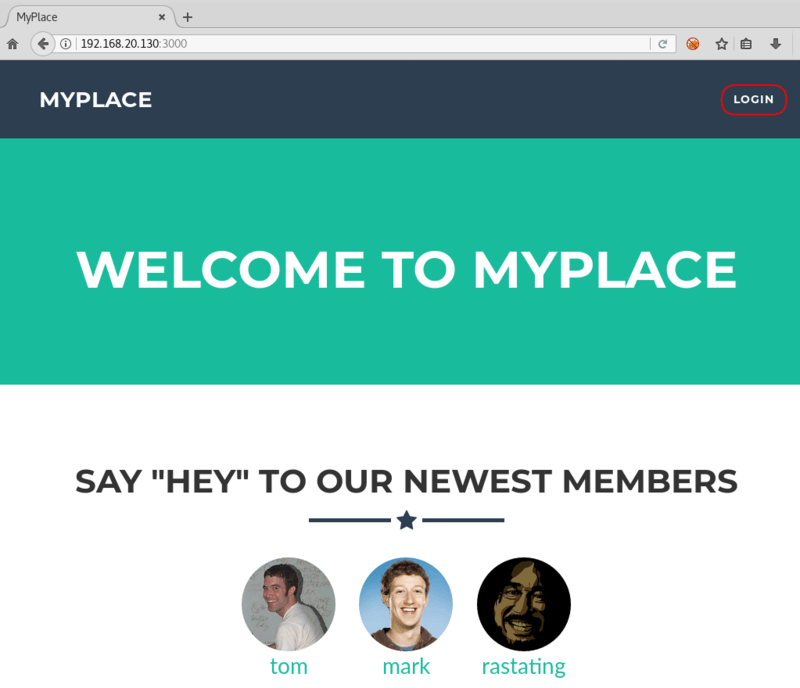 MyPlace
192.168.20.130:3000
MYPLACE
LOGIN
WELCOME TO MYPLACE
SAY "HEY" TO OUR NEWEST MEMBERS
tom mark rastating